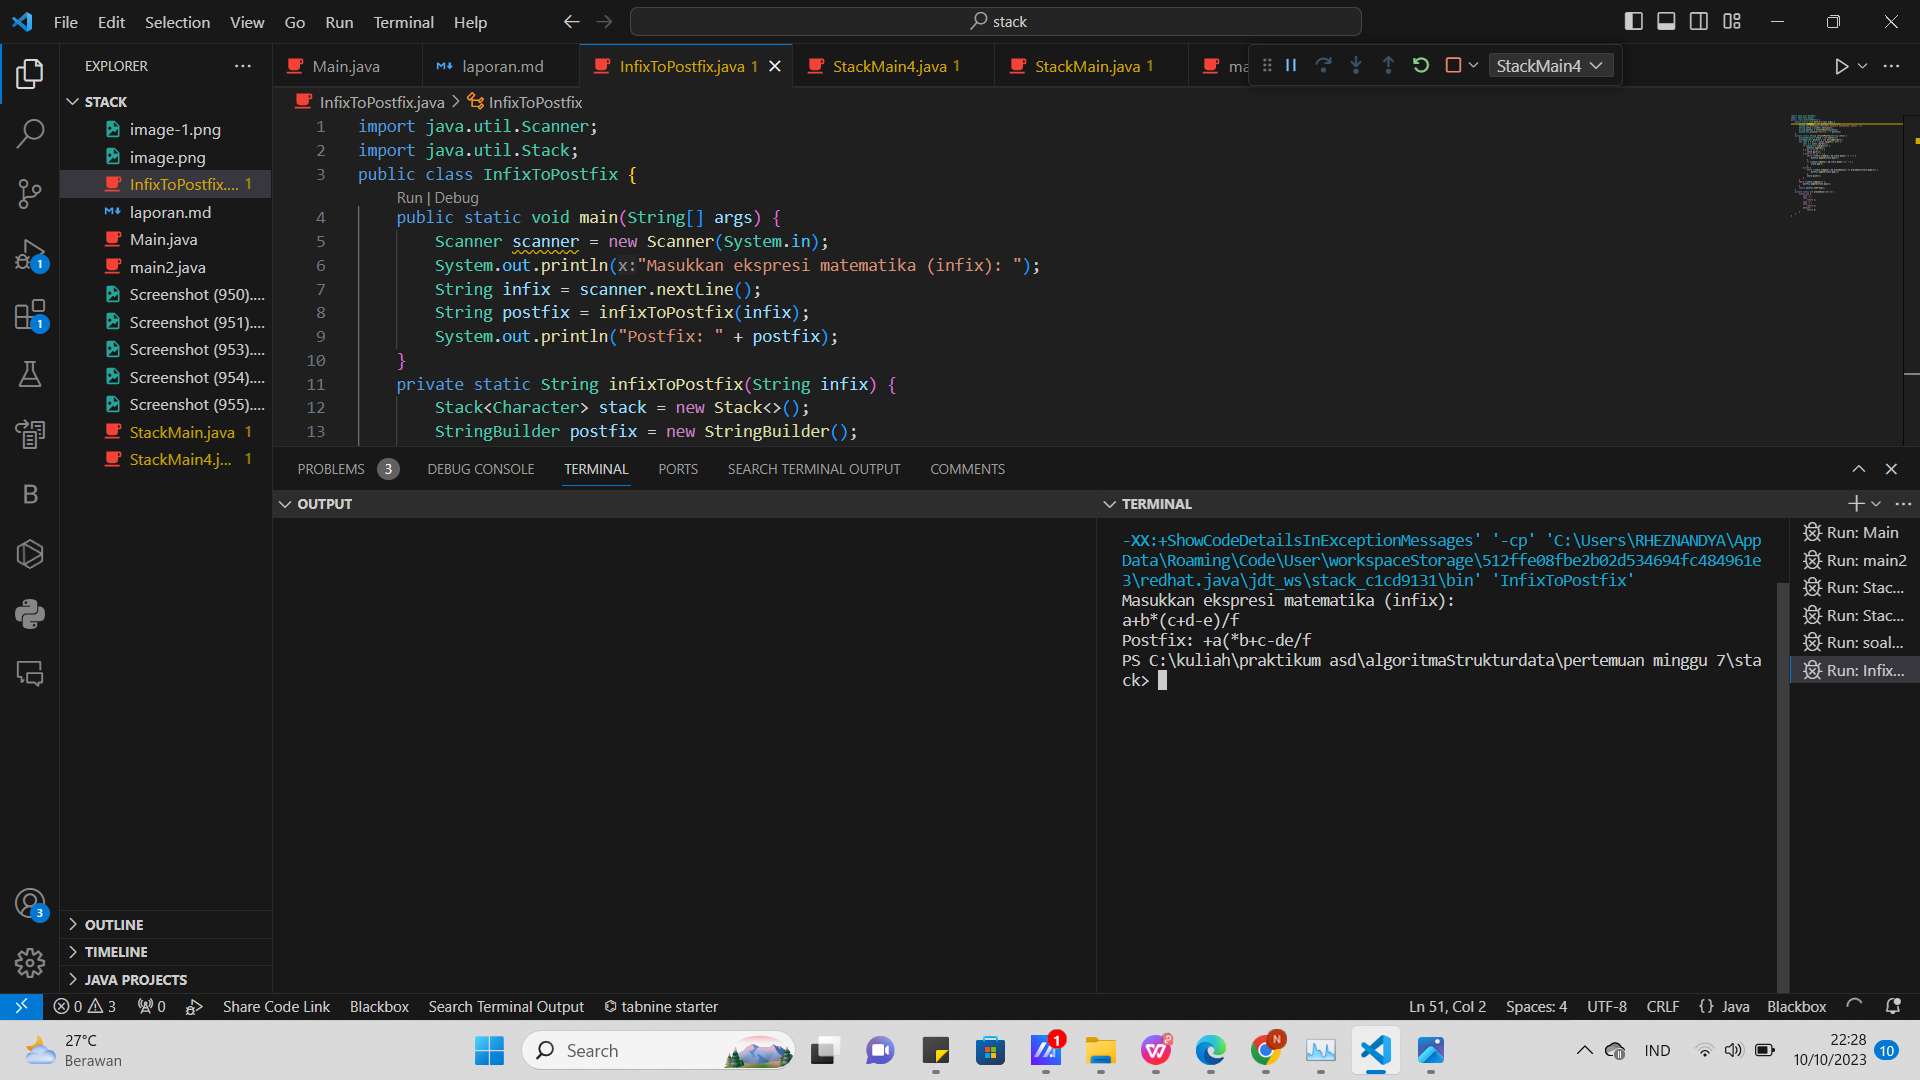 File Edit Selection View Go Run Terminal Help
stack
EXPLORER
Main.java
laporan.md
InfixToPostfix.java 1
StackMain4.java 1
StackMain.java 1
ma
StackMain4
STACK
image-1.png
image.png
InfixToPostfix.... 1
laporan.md
Main.java
main2.java
Screenshot (950)....
Screenshot (951)....
Screenshot (953)....
Screenshot (954)....
Screenshot (955)....
StackMain.java 1
StackMain4.j... 1
OUTLINE
TIMELINE
JAVA PROJECTS
InfixToPostfix.java > InfixToPostfix
1 import java.util.Scanner;
2 import java.util.Stack;
3 public class InfixToPostfix {
Run | Debug
4 public static void main(String[] args) {
5 Scanner scanner = new Scanner(System.in);
6 System.out.println(x:"Masukkan ekspresi matematika (infix): ");
7 String infix = scanner.nextLine();
8 String postfix = infixToPostfix(infix);
9 System.out.println("Postfix: " + postfix);
10 }
11 private static String infixToPostfix(String infix) {
12 Stack<Character> stack = new Stack<>();
13 StringBuilder postfix = new StringBuilder();
PROBLEMS 3 DEBUG CONSOLE TERMINAL PORTS SEARCH TERMINAL OUTPUT COMMENTS
OUTPUT
TERMINAL
-XX:+ShowCodeDetailsInExceptionMessages' '-cp' 'C:\Users\RHEZNANDYA\App
Data\Roaming\Code\User\workspaceStorage\512ffe08fbe2b02d534694fc484961e
3\redhat.java\jdt_ws\stack_c1cd9131\bin' 'InfixToPostfix'
Masukkan ekspresi matematika (infix):
a+b*(c+d-e)/f
Postfix: +a(*b+c-de/f
PS C:\kuliah\praktikum asd\algoritmaStrukturdata\pertemuan minggu 7\sta
ck>
Run: Main
Run: main2
Run: Stac...
Run: Stac...
Run: soal...
Run: Infix...
1
1
B
3
0 3 0 Share Code Link Blackbox Search Terminal Output tabnine starter
Ln 51, Col 2 Spaces: 4 UTF-8 CRLF {} Java Blackbox
27°C
Berawan
Search
1
N
IND
22:28
10/10/2023
10